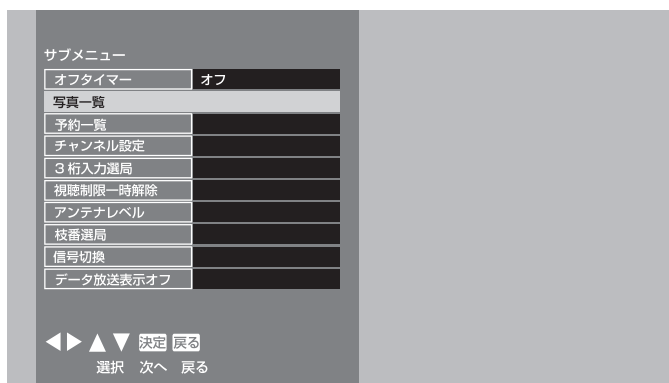 サブメニュー
オフタイマー オフ
写真一覧
予約一覧
チャンネル設定
3桁入力選局
視聴制限一時解除
アンテナレベル
枝番選局
信号切換
データ放送表示オフ
◀▶▲▼ 決定 戻る
選択 次へ 戻る